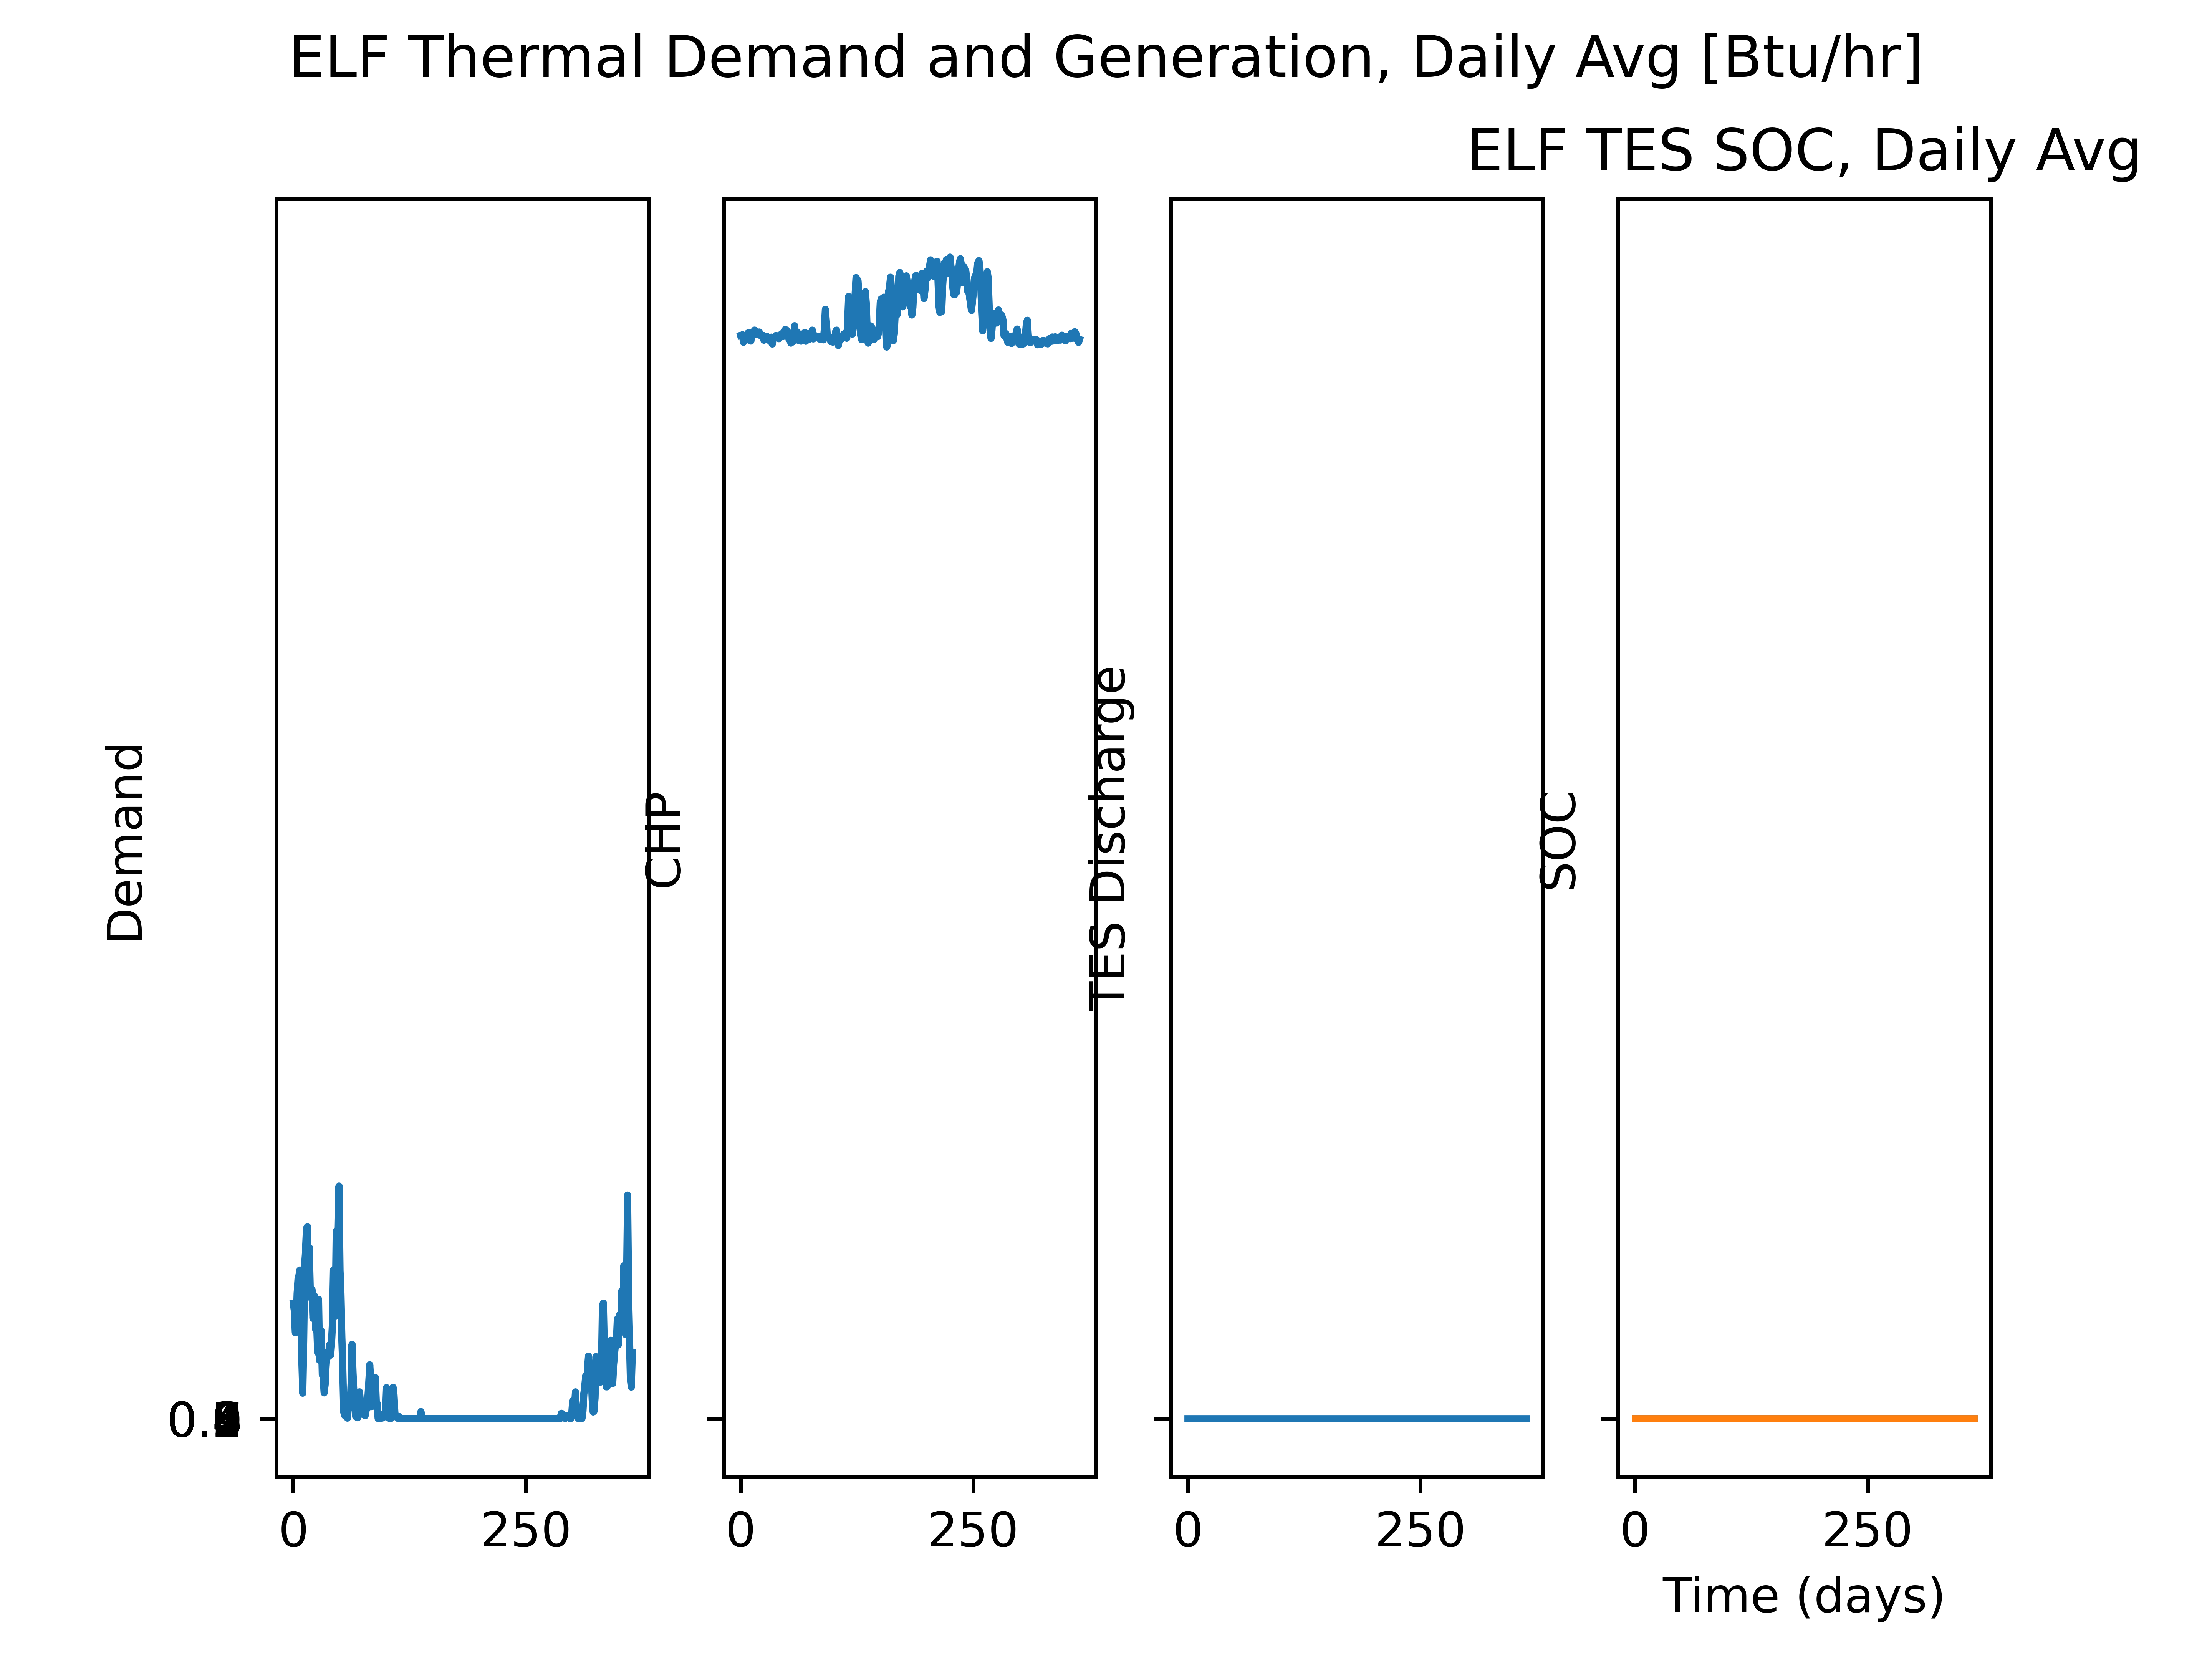 ELF Thermal Demand and Generation, Daily Avg [Btu/hr]
ELF TES SOC, Daily Avg
Demand
CHP
TES Discharge
SOC
0 250 0 250 0 250 0 250
Time (days)